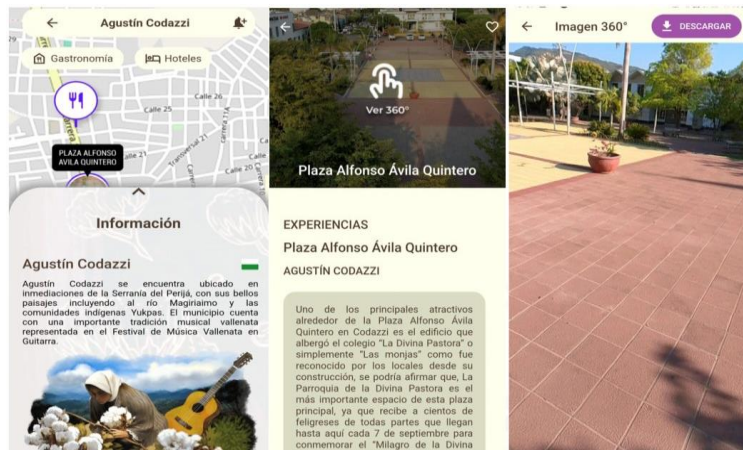 Agustín Codazzi
Gastronomía
Hoteles
Calle 26
Calle 25
Carrera 11A
Carrera
PLAZA ALFONSO
AVILA QUINTERO
Calle 21
Transversal 21
Calle
Calle 20
Información
Agustín Codazzi
Agustín Codazzi se encuentra ubicado en
inmediaciones de la Serranía del Perijá, con sus bellos
paisajes incluyendo al río Magiriaimo y las
comunidades indígenas Yukpas. El municipio cuenta
con una importante tradición musical vallenata
representada en el Festival de Música Vallenata en
Guitarra.
Ver 360°
Plaza Alfonso Ávila Quintero
EXPERIENCIAS
Plaza Alfonso Ávila Quintero
AGUSTÍN CODAZZI
Uno de los principales atractivos
alrededor de la Plaza Alfonso Ávila
Quintero en Codazzi es el edificio que
albergó el colegio "La Divina Pastora" o
simplemente "Las monjas" como fue
reconocido por los locales desde su
construcción, se podría afirmar que, La
Parroquia de la Divina Pastora es el
más importante espacio de esta plaza
principal, ya que recibe a cientos de
feligreses de todas partes que llegan
hasta aquí cada 7 de septiembre para
conmemorar el "Milagro de la Divina
Imagen 360°
DESCARGAR